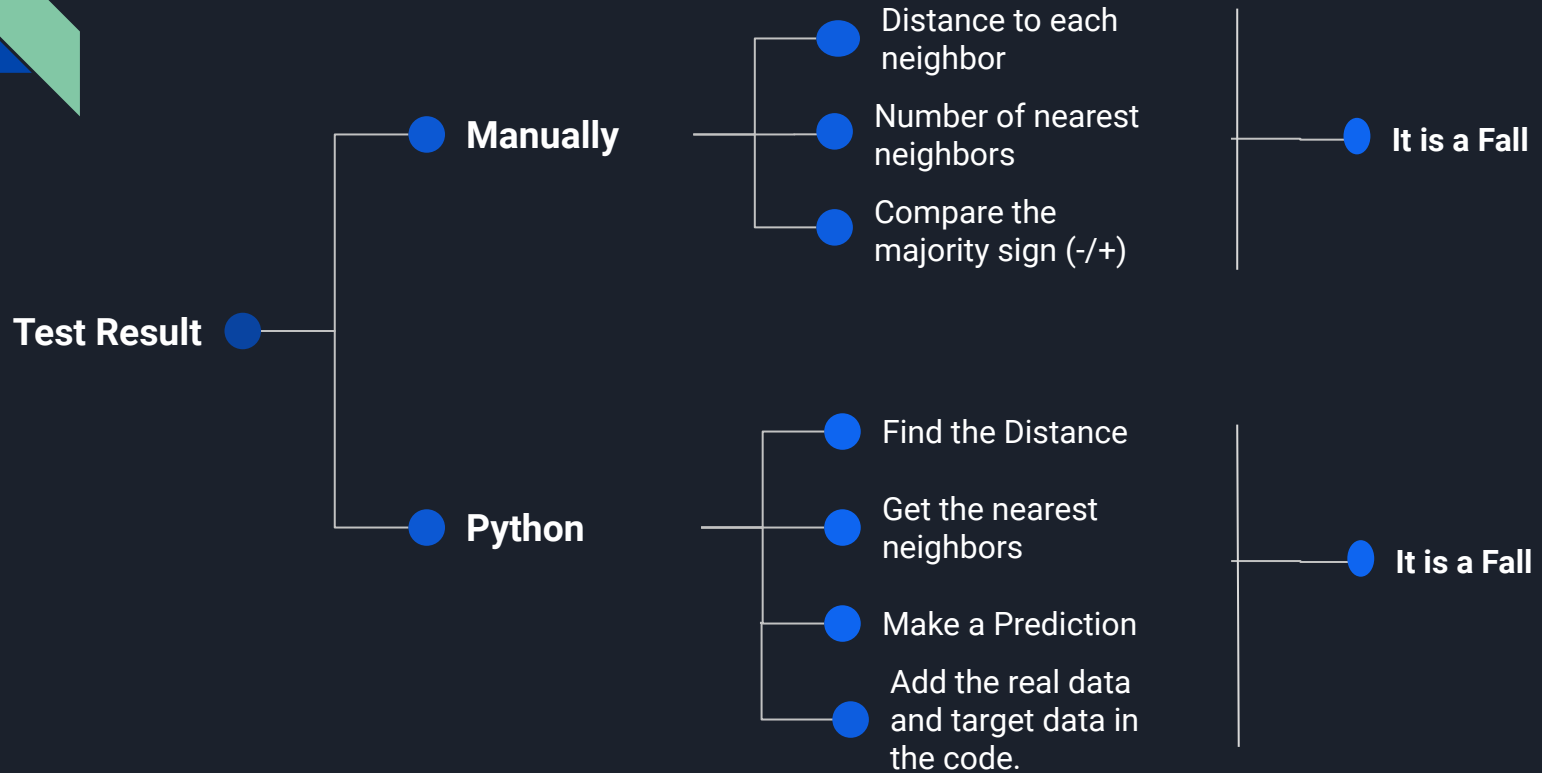 Test Result
Manually
Distance to each
neighbor
Number of nearest
neighbors
Compare the
majority sign (-/+)
It is a Fall
Python
Find the Distance
Get the nearest
neighbors
Make a Prediction
Add the real data
and target data in
the code.
It is a Fall